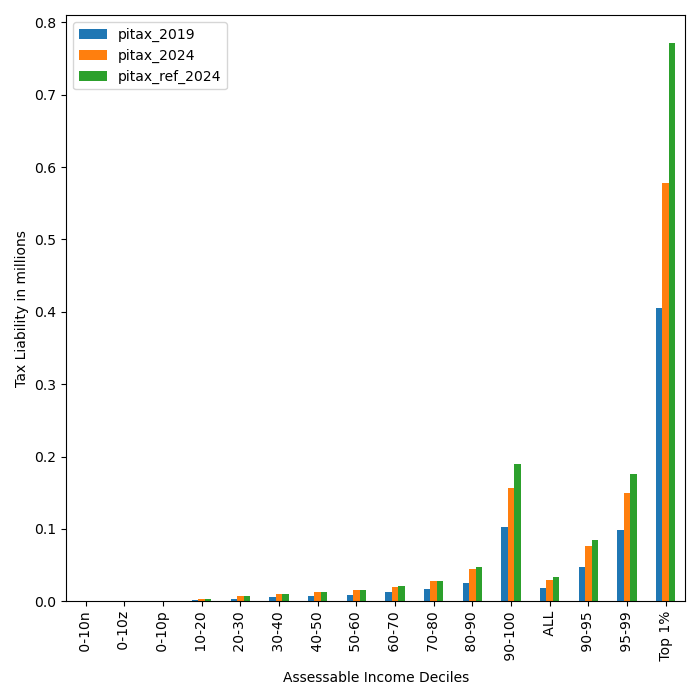 pitax_2019
pitax_2024
pitax_ref_2024
0.8
0.7
0.6
0.5
0.4
0.3
0.2
0.1
0.0
Tax Liability in millions
0-10n
0-10z
0-10p
10-20
20-30
30-40
40-50
50-60
60-70
70-80
80-90
90-100
ALL
90-95
95-99
Top 1%
Assessable Income Deciles